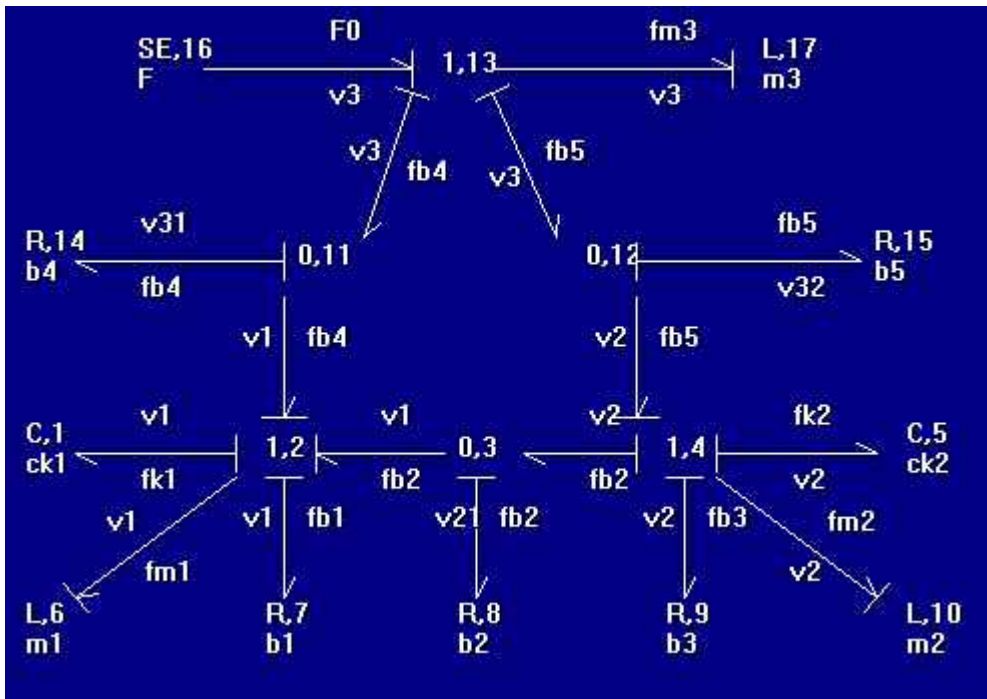 F0
fm3
SE,16
1,13
L,17
F
m3
v3
v3
v3
fb4
v3
fb5
v31
fb5
R,14
0,11
0,12
R,15
b4
b5
fb4
v32
v1
fb4
v2
fb5
v1
v1
v2
fk2
C,1
1,2
0,3
1,4
C,5
ck1
ck2
fk1
fb2
fb2
v2
v1
v1
fb1
v21
fb2
v2
fb3
fm2
fm1
v2
L,6
R,7
R,8
R,9
L,10
m1
b1
b2
b3
m2